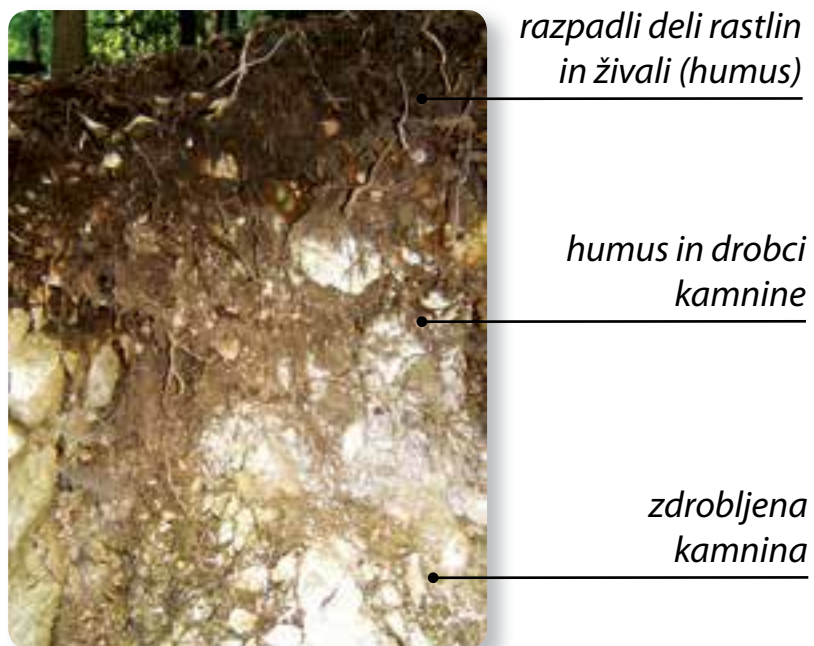 razpadli deli rastlin
in živali (humus)
humus in drobci
kamnine
zdrobljena
kamnina